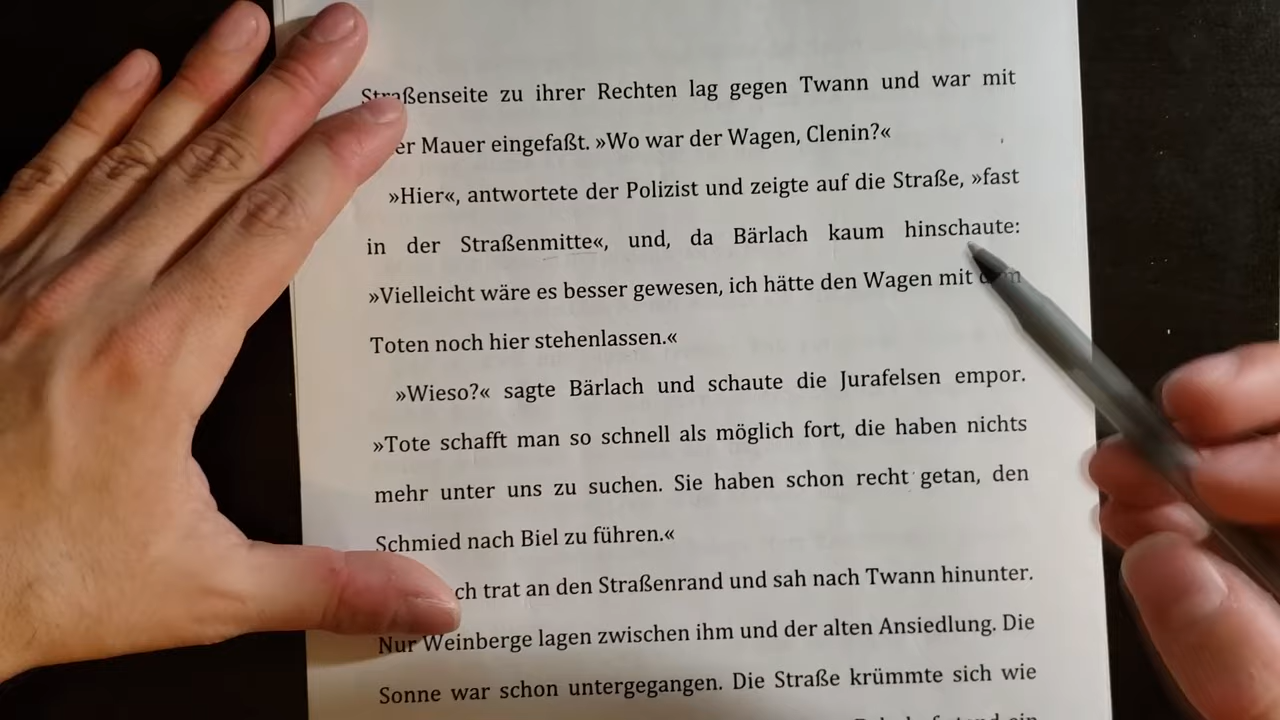 Straßenseite zu ihrer Rechten lag gegen Twann und war mit
er Mauer eingefaßt. »Wo war der Wagen, Clenin?«
»Hier«, antwortete der Polizist und zeigte auf die Straße, »fast
in der Straßenmitte«, und, da Bärlach kaum hinschaute:
»Vielleicht wäre es besser gewesen, ich hätte den Wagen mit
Toten noch hier stehenlassen.«
»Wieso?« sagte Bärlach und schaute die Jurafelsen empor.
»Tote schafft man so schnell als möglich fort, die haben nichts
mehr unter uns zu suchen. Sie haben schon recht getan, den
Schmied nach Biel zu führen.«
ch trat an den Straßenrand und sah nach Twann hinunter.
Nur Weinberge lagen zwischen ihm und der alten Ansiedlung. Die
Sonne war schon untergegangen. Die Straße krümmte sich wie